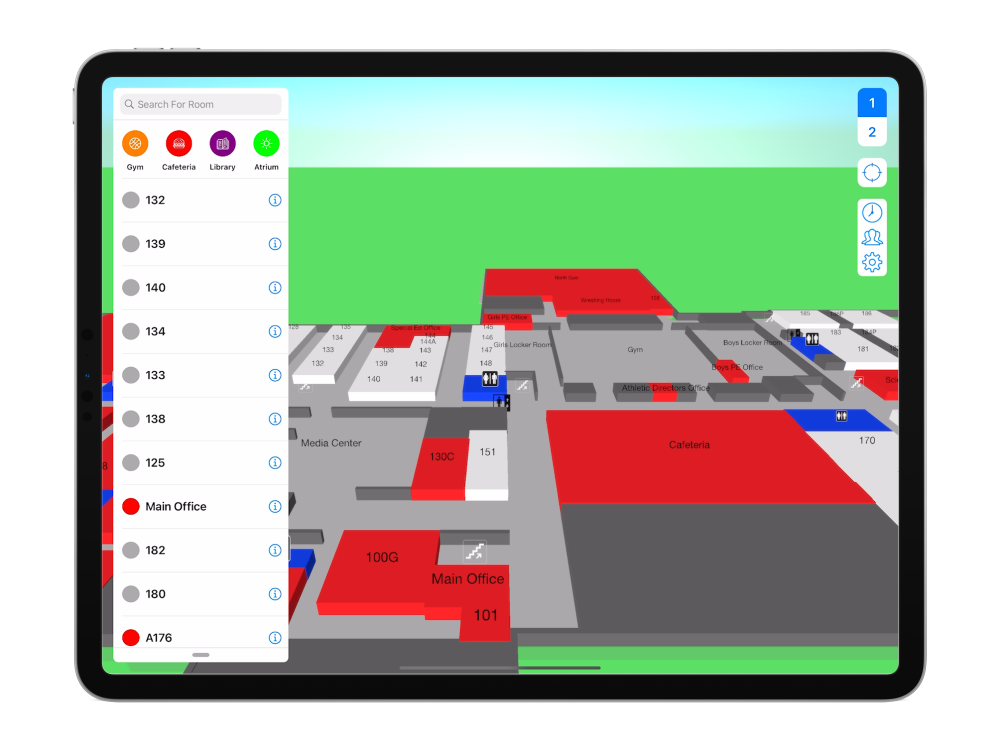 Search For Room
Gym
Cafeteria
Library
Atrium
132
139
140
134
133
138
125
Main Office
182
180
A176
1
2
Wrestling Room
158
Girls PE Office
Special Ed Office
135
134
133
132
144
144A
138
143
139
142
140
141
145
146
147
148
Girls Locker Room
Gym
Boys Locker Room
Boys PE Office
Athletic Directors Office
185
186
183
181
Media Center
130C
151
Cafeteria
170
100G
Main Office
101